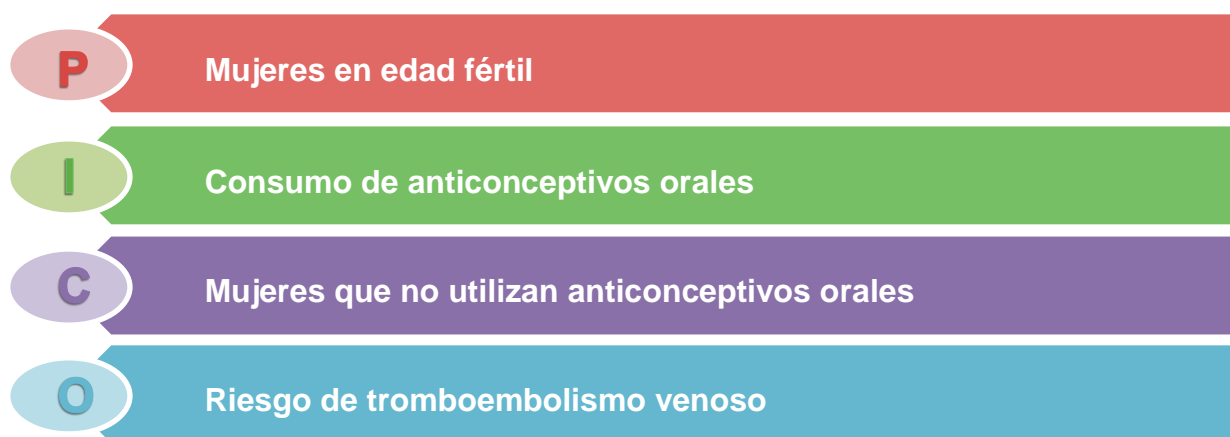 P Mujeres en edad fértil
I Consumo de anticonceptivos orales
C Mujeres que no utilizan anticonceptivos orales
O Riesgo de tromboembolismo venoso